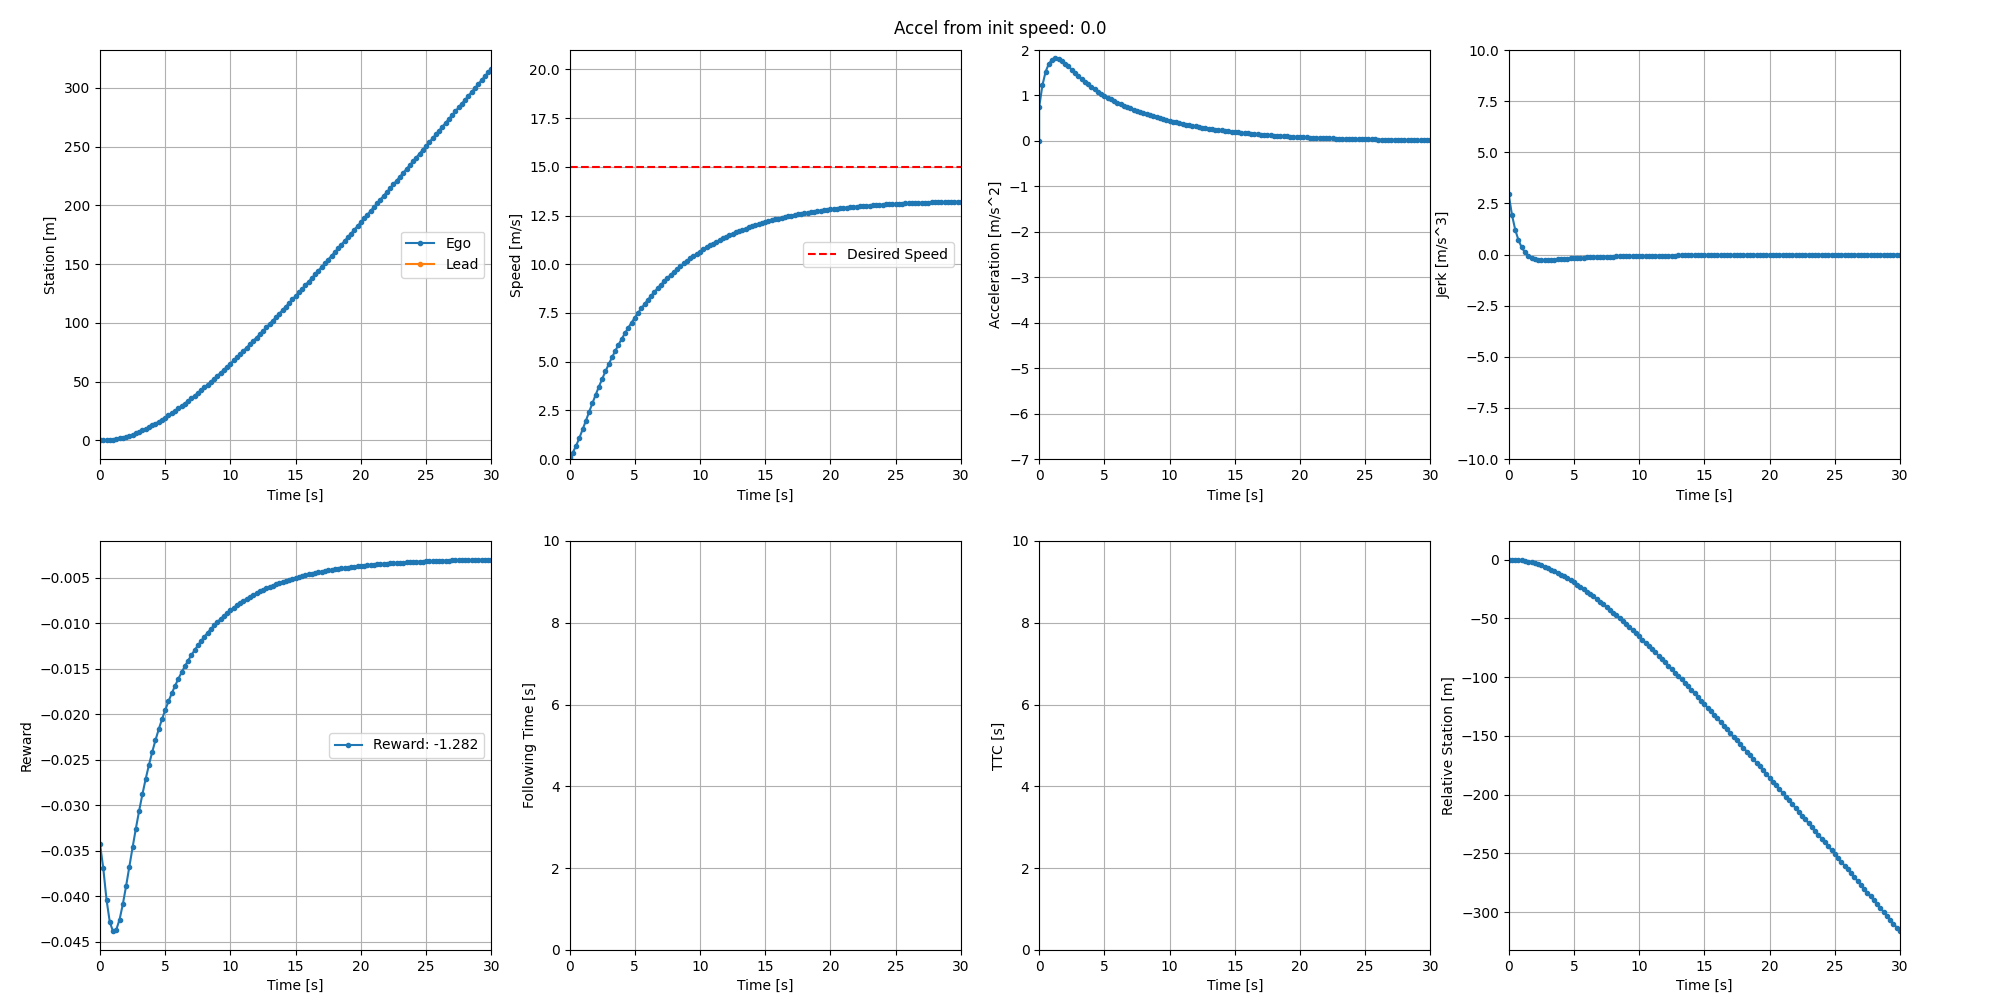 Accel from init speed: 0.0
Station [m]
300
250
200
150
100
50
0
Ego
Lead
0 5 10 15 20 25 30
Time [s]
Speed [m/s]
20.0
17.5
15.0
12.5
10.0
7.5
5.0
2.5
0.0
Desired Speed
0 5 10 15 20 25 30
Time [s]
Acceleration [m/s^2]
2
1
0
−1
−2
−3
−4
−5
−6
−7
0 5 10 15 20 25 30
Time [s]
Jerk [m/s^3]
10.0
7.5
5.0
2.5
0.0
−2.5
−5.0
−7.5
−10.0
0 5 10 15 20 25 30
Time [s]
Reward
−0.005
−0.010
−0.015
−0.020
−0.025
−0.030
−0.035
−0.040
−0.045
Reward: -1.282
0 5 10 15 20 25 30
Time [s]
Following Time [s]
10
8
6
4
2
0
0 5 10 15 20 25 30
Time [s]
TTC [s]
10
8
6
4
2
0
0 5 10 15 20 25 30
Time [s]
Relative Station [m]
0
−50
−100
−150
−200
−250
−300
0 5 10 15 20 25 30
Time [s]